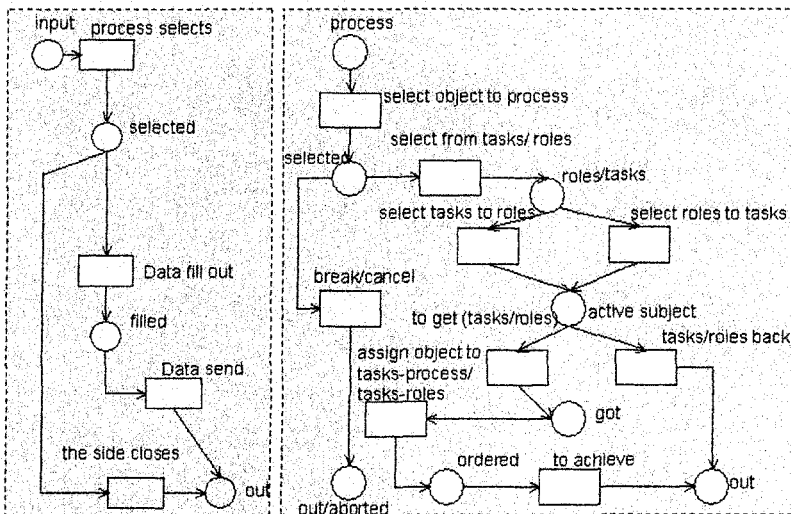 input
process selects
selected
Data fill out
filled
Data send
the side closes
out
process
select object to process
select from tasks/ roles
selected
roles/tasks
select tasks to roles
select roles to tasks
break/cancel
active subject
to get (tasks/roles)
tasks/roles back
assign object to
tasks-process/
tasks-roles
got
ordered
to achieve
out
out/aborted